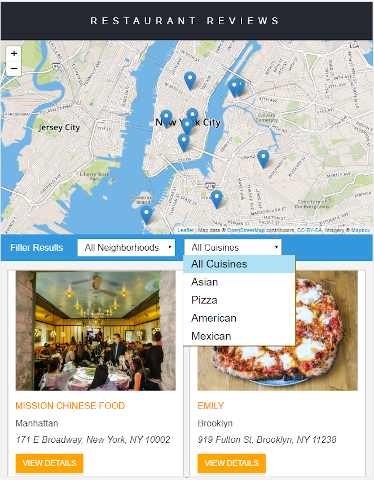 RESTAURANT REVIEWS
+
−
Jersey City
New York City
Leaflet | Map data © OpenStreetMap contributors, CC-BY-SA, Imagery © Mapbox
Filter Results
All Neighborhoods
All Cuisines
All Cuisines
Asian
Pizza
American
Mexican
MISSION CHINESE FOOD
Manhattan
171 E Broadway, New York, NY 10002
VIEW DETAILS
EMILY
Brooklyn
919 Fulton St, Brooklyn, NY 11238
VIEW DETAILS